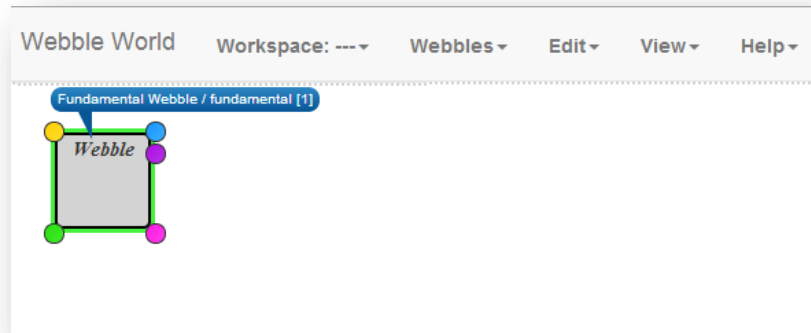 Webble World Workspace: --- Webbles Edit View Help
Fundamental Webble / fundamental [1]
Webble